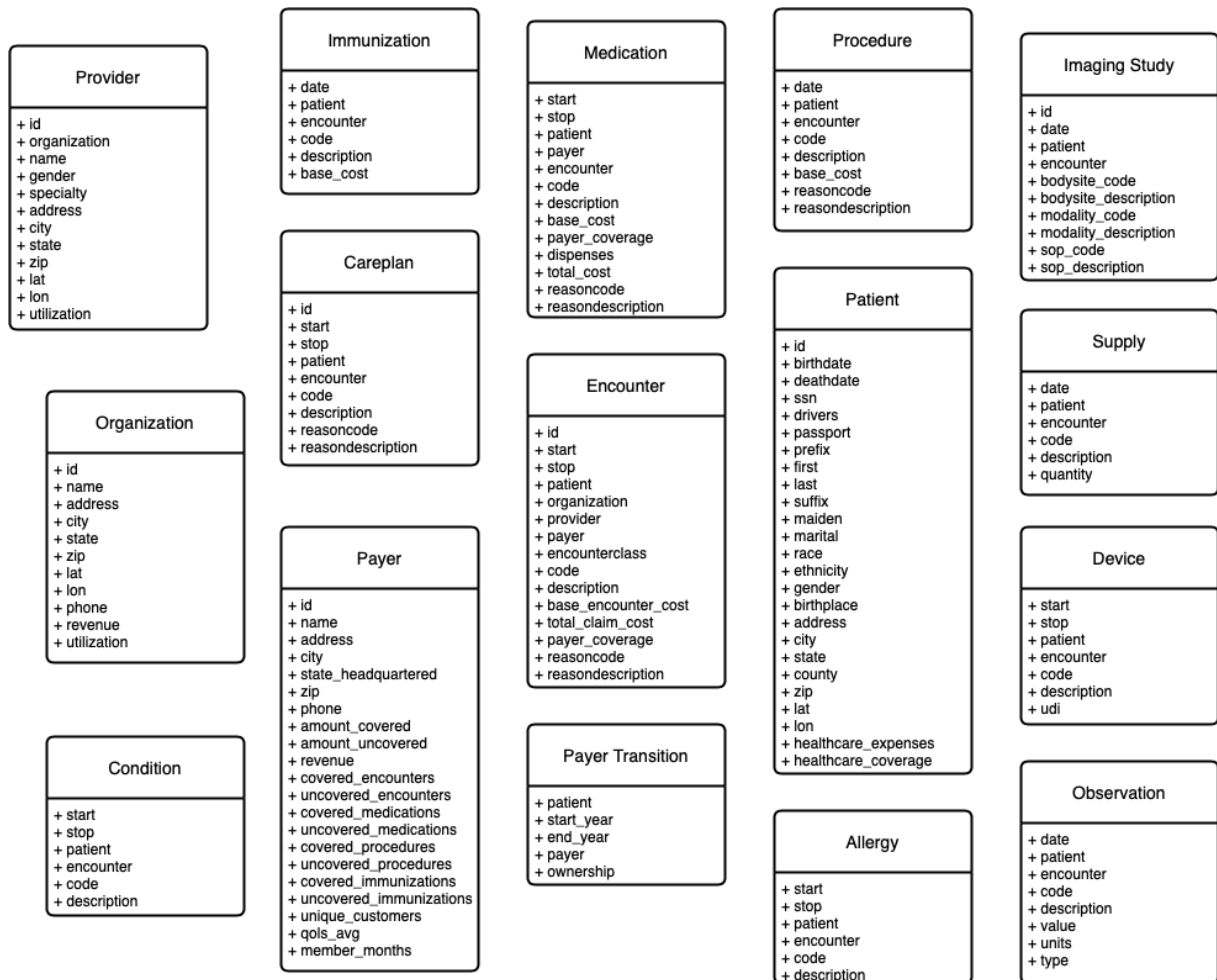 Provider
+ id
+ organization
+ name
+ gender
+ specialty
+ address
+ city
+ state
+ zip
+ lat
+ lon
+ utilization
Organization
+ id
+ name
+ address
+ city
+ state
+ zip
+ lat
+ lon
+ phone
+ revenue
+ utilization
Condition
+ start
+ stop
+ patient
+ encounter
+ code
+ description
Immunization
+ date
+ patient
+ encounter
+ code
+ description
+ base_cost
Careplan
+ id
+ start
+ stop
+ patient
+ encounter
+ code
+ description
+ reasoncode
+ reasondescription
Payer
+ id
+ name
+ address
+ city
+ state_headquartered
+ zip
+ phone
+ amount_covered
+ amount_uncovered
+ revenue
+ covered_encounters
+ uncovered_encounters
+ covered_medications
+ uncovered_medications
+ covered_procedures
+ uncovered_procedures
+ covered_immunizations
+ uncovered_immunizations
+ unique_customers
+ qols_avg
+ member_months
Medication
+ start
+ stop
+ patient
+ payer
+ encounter
+ code
+ description
+ base_cost
+ payer_coverage
+ dispenses
+ total_cost
+ reasoncode
+ reasondescription
Encounter
+ id
+ start
+ stop
+ patient
+ organization
+ provider
+ payer
+ encounterclass
+ code
+ description
+ base_encounter_cost
+ total_claim_cost
+ payer_coverage
+ reasoncode
+ reasondescription
Payer Transition
+ patient
+ start_year
+ end_year
+ payer
+ ownership
Procedure
+ date
+ patient
+ encounter
+ code
+ description
+ base_cost
+ reasoncode
+ reasondescription
Patient
+ id
+ birthdate
+ deathdate
+ ssn
+ drivers
+ passport
+ prefix
+ first
+ last
+ suffix
+ maiden
+ marital
+ race
+ ethnicity
+ gender
+ birthplace
+ address
+ city
+ state
+ county
+ zip
+ lat
+ lon
+ healthcare_expenses
+ healthcare_coverage
Allergy
+ start
+ stop
+ patient
+ encounter
+ code
+ description
Imaging Study
+ id
+ date
+ patient
+ encounter
+ bodysite_code
+ bodysite_description
+ modality_code
+ modality_description
+ sop_code
+ sop_description
Supply
+ date
+ patient
+ encounter
+ code
+ description
+ quantity
Device
+ start
+ stop
+ patient
+ encounter
+ code
+ description
+ udi
Observation
+ date
+ patient
+ encounter
+ code
+ description
+ value
+ units
+ type